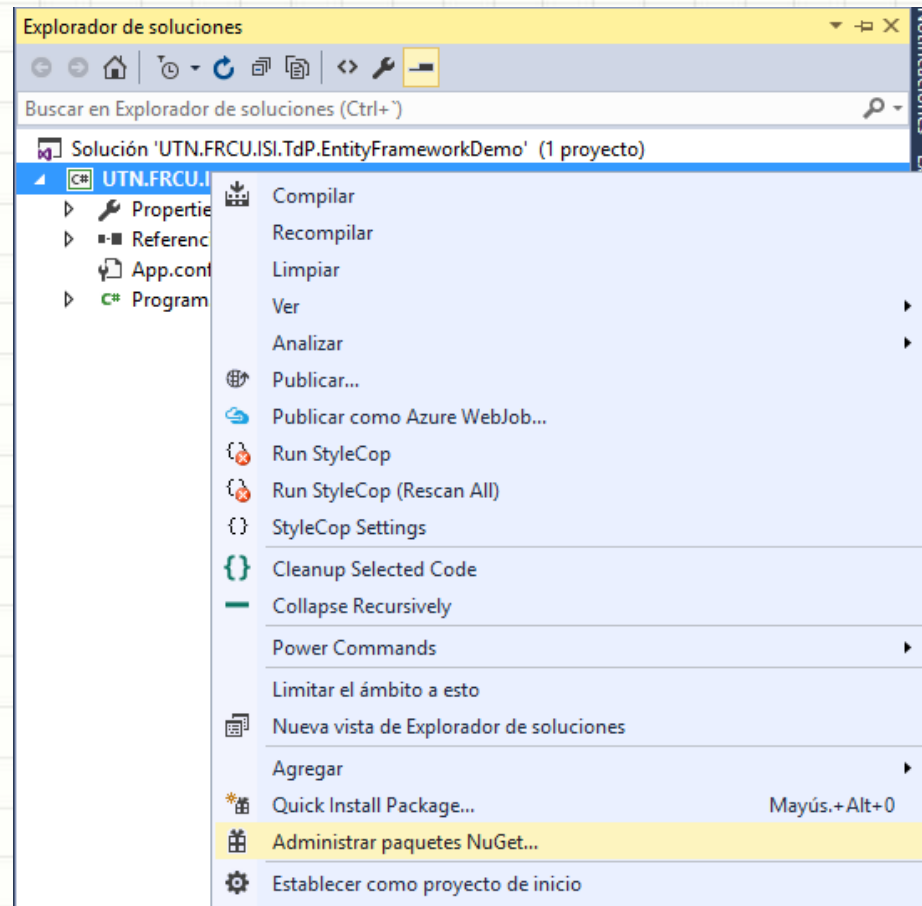 Explorador de soluciones
Buscar en Explorador de soluciones (Ctrl+`)
Solución 'UTN.FRCU.ISI.TdP.EntityFrameworkDemo' (1 proyecto)
C# UTN.FRCU.I
Propertie
Referenc
App.conf
C# Program
Compilar
Recompilar
Limpiar
Ver
Analizar
Publicar...
Publicar como Azure WebJob...
Run StyleCop
Run StyleCop (Rescan All)
StyleCop Settings
Cleanup Selected Code
Collapse Recursively
Power Commands
Limitar el ámbito a esto
Nueva vista de Explorador de soluciones
Agregar
Quick Install Package... Mayús.+Alt+0
Administrar paquetes NuGet...
Establecer como proyecto de inicio